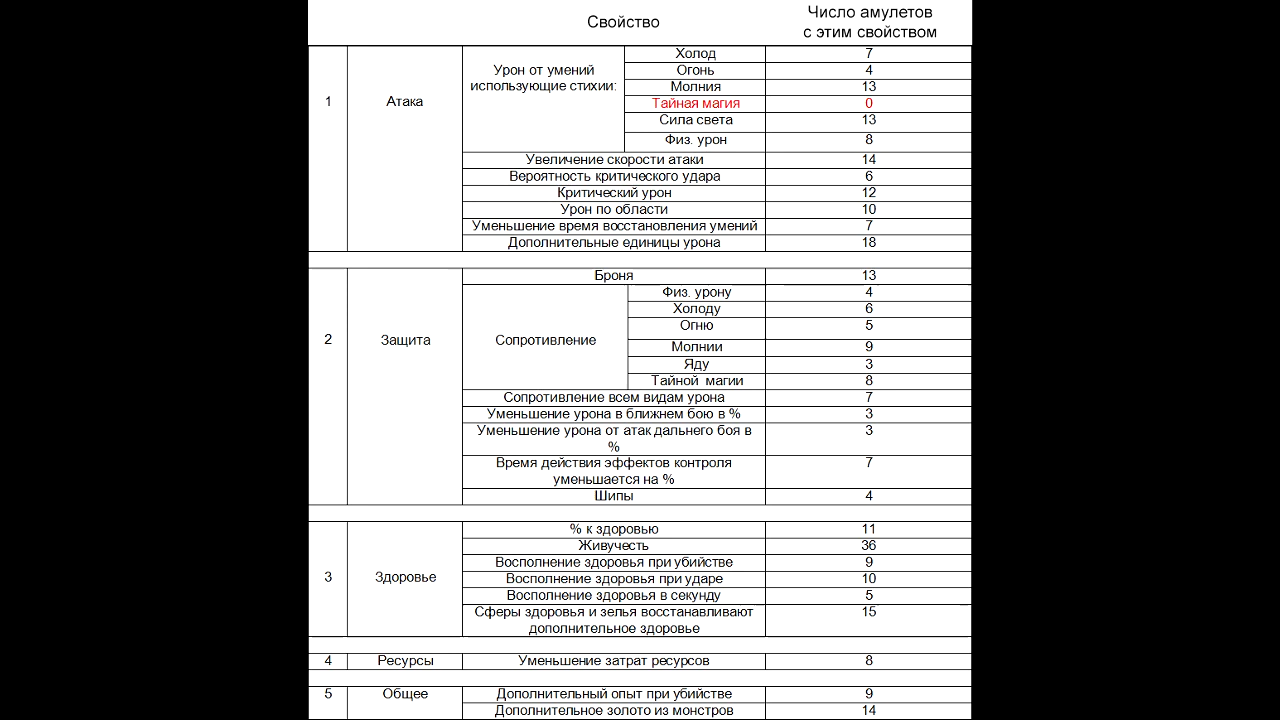 Свойство
Число амулетов
с этим свойством
1
Атака
Урон от умений
использующие стихии:
Холод 7
Огонь 4
Молния 13
Тайная магия 0
Сила света 13
Физ. урон 8
Увеличение скорости атаки 14
Вероятность критического удара 6
Критический урон 12
Урон по области 10
Уменьшение время восстановления умений 7
Дополнительные единицы урона 18
2
Защита
Броня 13
Сопротивление
Физ. урону 4
Холоду 6
Огню 5
Молнии 9
Яду 3
Тайной магии 8
Сопротивление всем видам урона 7
Уменьшение урона в ближнем бою в % 3
Уменьшение урона от атак дальнего боя в 3
%
Время действия эффектов контроля 7
уменьшается на %
Шипы 4
3
Здоровье
% к здоровью 11
Живучесть 36
Восполнение здоровья при убийстве 9
Восполнение здоровья при ударе 10
Восполнение здоровья в секунду 5
Сферы здоровья и зелья восстанавливают 15
дополнительное здоровье
4 Ресурсы Уменьшение затрат ресурсов 8
5 Общее Дополнительный опыт при убийстве 9
Дополнительное золото из монстров 14